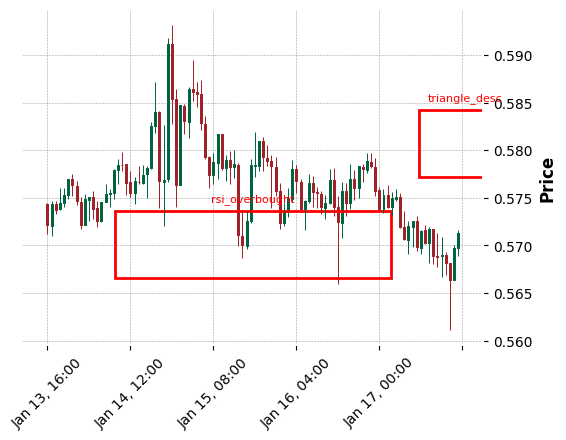 0.590
triangle_desc
0.585
0.580
0.575
rsi_overbought
0.570
0.565
0.560
Price
Jan 13, 16:00
Jan 14, 12:00
Jan 15, 08:00
Jan 16, 04:00
Jan 17, 00:00